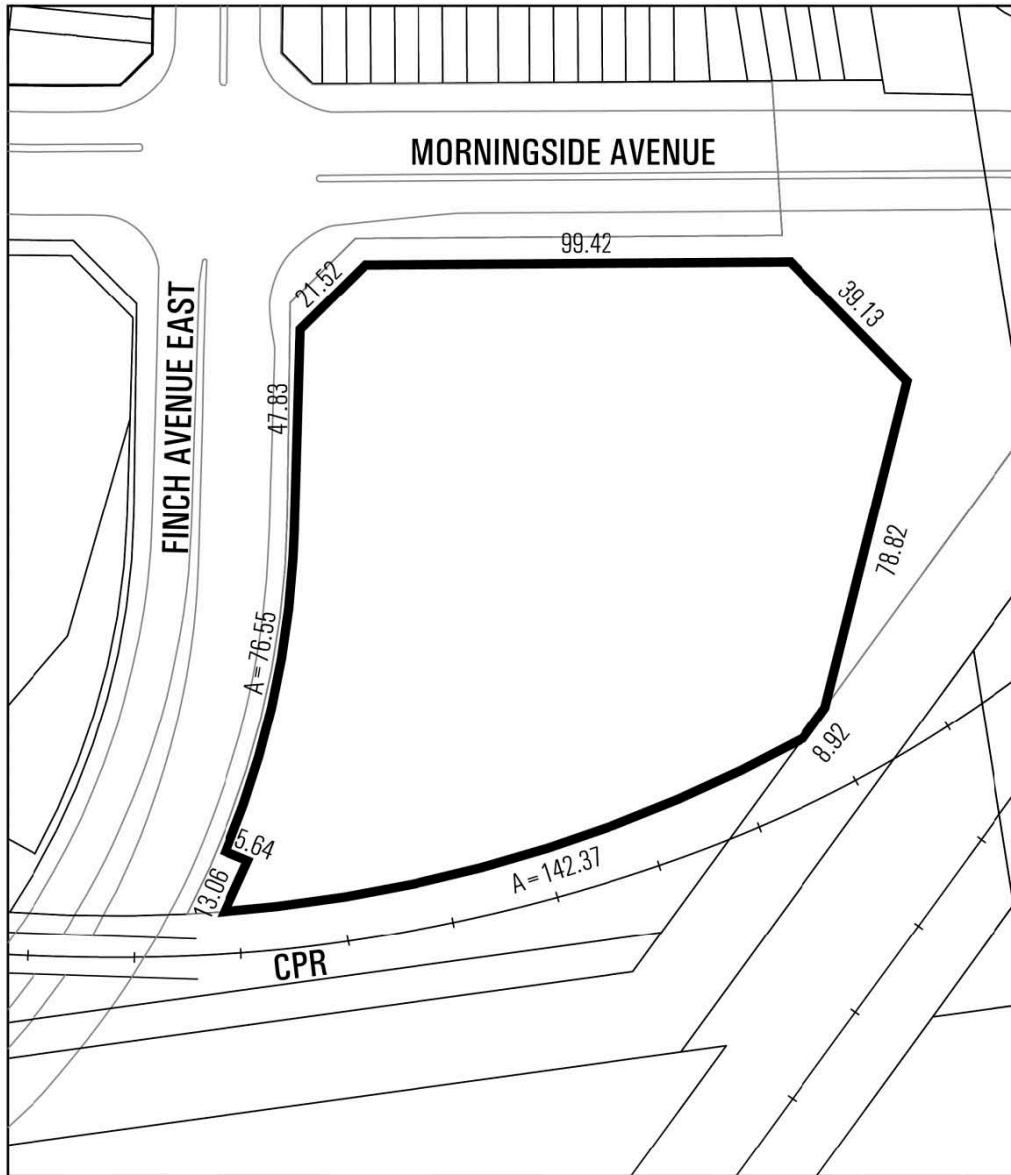 MORNINGSIDE AVENUE
99.42
21.52
39.13
FINCH AVENUE EAST
47.83
78.82
A = 76.55
8.92
5.64
A = 142.37
13.06
CPR